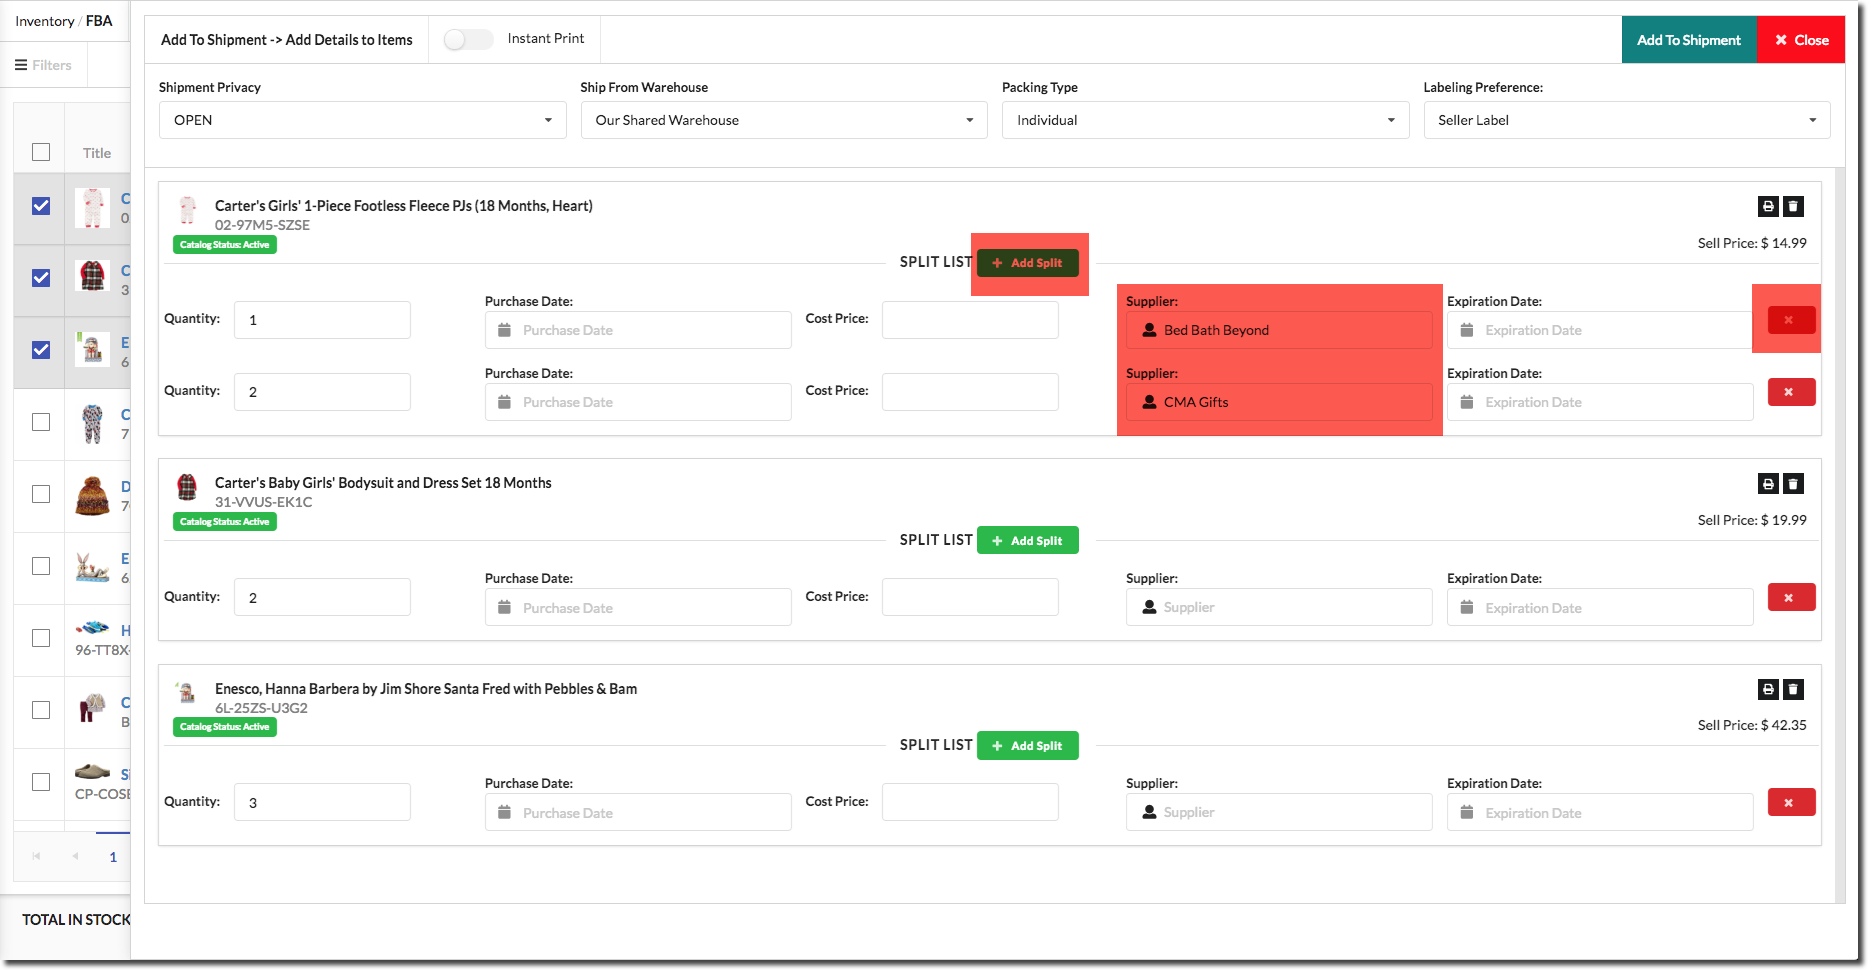 Inventory / FBA
Filters
Title
C
0
C
3
E
6
C
7
D
7
E
6
H
96-TT8X-
C
B
S
CP-COSE
1
TOTAL IN STOCK
Add To Shipment -> Add Details to Items
Instant Print
Add To Shipment
Close
Shipment Privacy
OPEN
Ship From Warehouse
Our Shared Warehouse
Packing Type
Individual
Labeling Preference:
Seller Label
Carter's Girls' 1-Piece Footless Fleece PJs (18 Months, Heart)
02-97M5-SZSE
Catalog Status: Active
Sell Price: $ 14.99
SPLIT LIST + Add Split
Quantity: 1
Purchase Date:
Purchase Date
Cost Price:
Supplier:
Bed Bath Beyond
Expiration Date:
Expiration Date
Quantity: 2
Purchase Date:
Purchase Date
Cost Price:
Supplier:
CMA Gifts
Expiration Date:
Expiration Date
Carter's Baby Girls' Bodysuit and Dress Set 18 Months
31-VVUS-EK1C
Catalog Status: Active
Sell Price: $ 19.99
SPLIT LIST + Add Split
Quantity: 2
Purchase Date:
Purchase Date
Cost Price:
Supplier:
Supplier
Expiration Date:
Expiration Date
Enesco, Hanna Barbera by Jim Shore Santa Fred with Pebbles & Bam
6L-25ZS-U3G2
Catalog Status: Active
Sell Price: $ 42.35
SPLIT LIST + Add Split
Quantity: 3
Purchase Date:
Purchase Date
Cost Price:
Supplier:
Supplier
Expiration Date:
Expiration Date